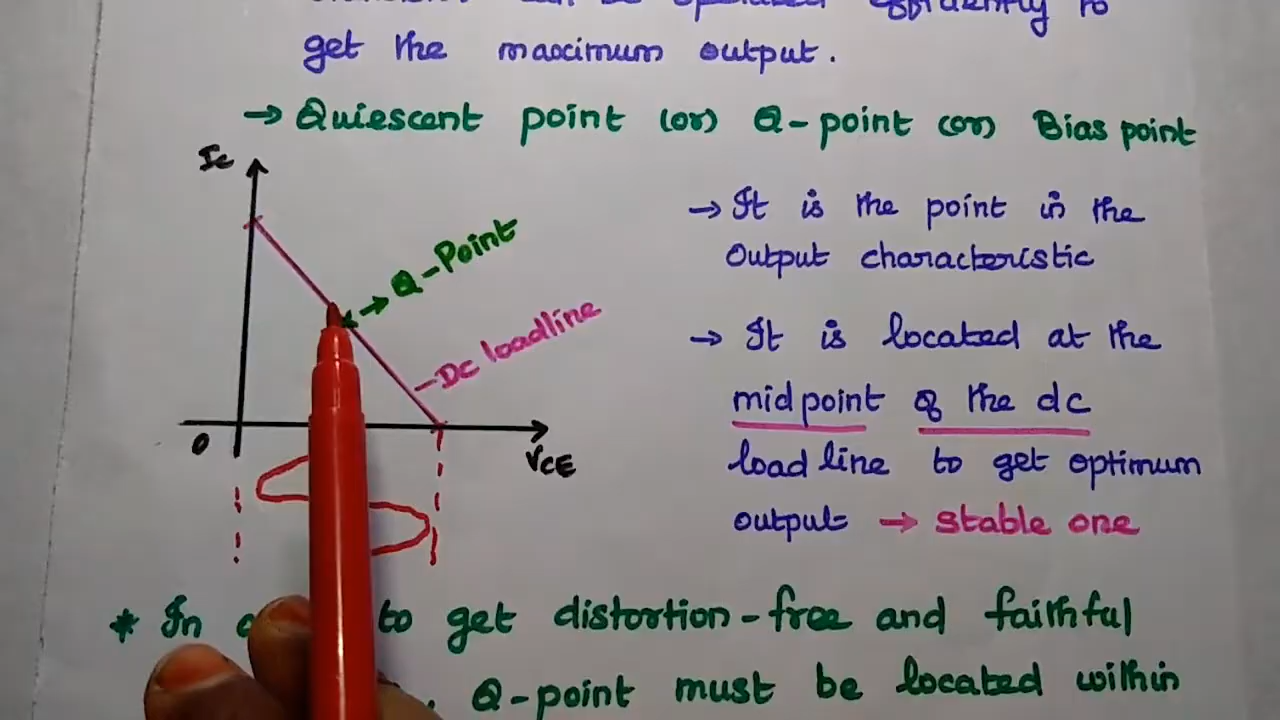 get the maximum output.
→ Quiescent point (or) Q-point (or) Bias point
Ic
→ Q-Point
DC loadline
O
VCE
→ It is the point in the
Output characteristic
→ It is located at the
midpoint of the dc
load line to get optimum
output → stable one
* In to get distortion-free and faithful
Q-point must be located within